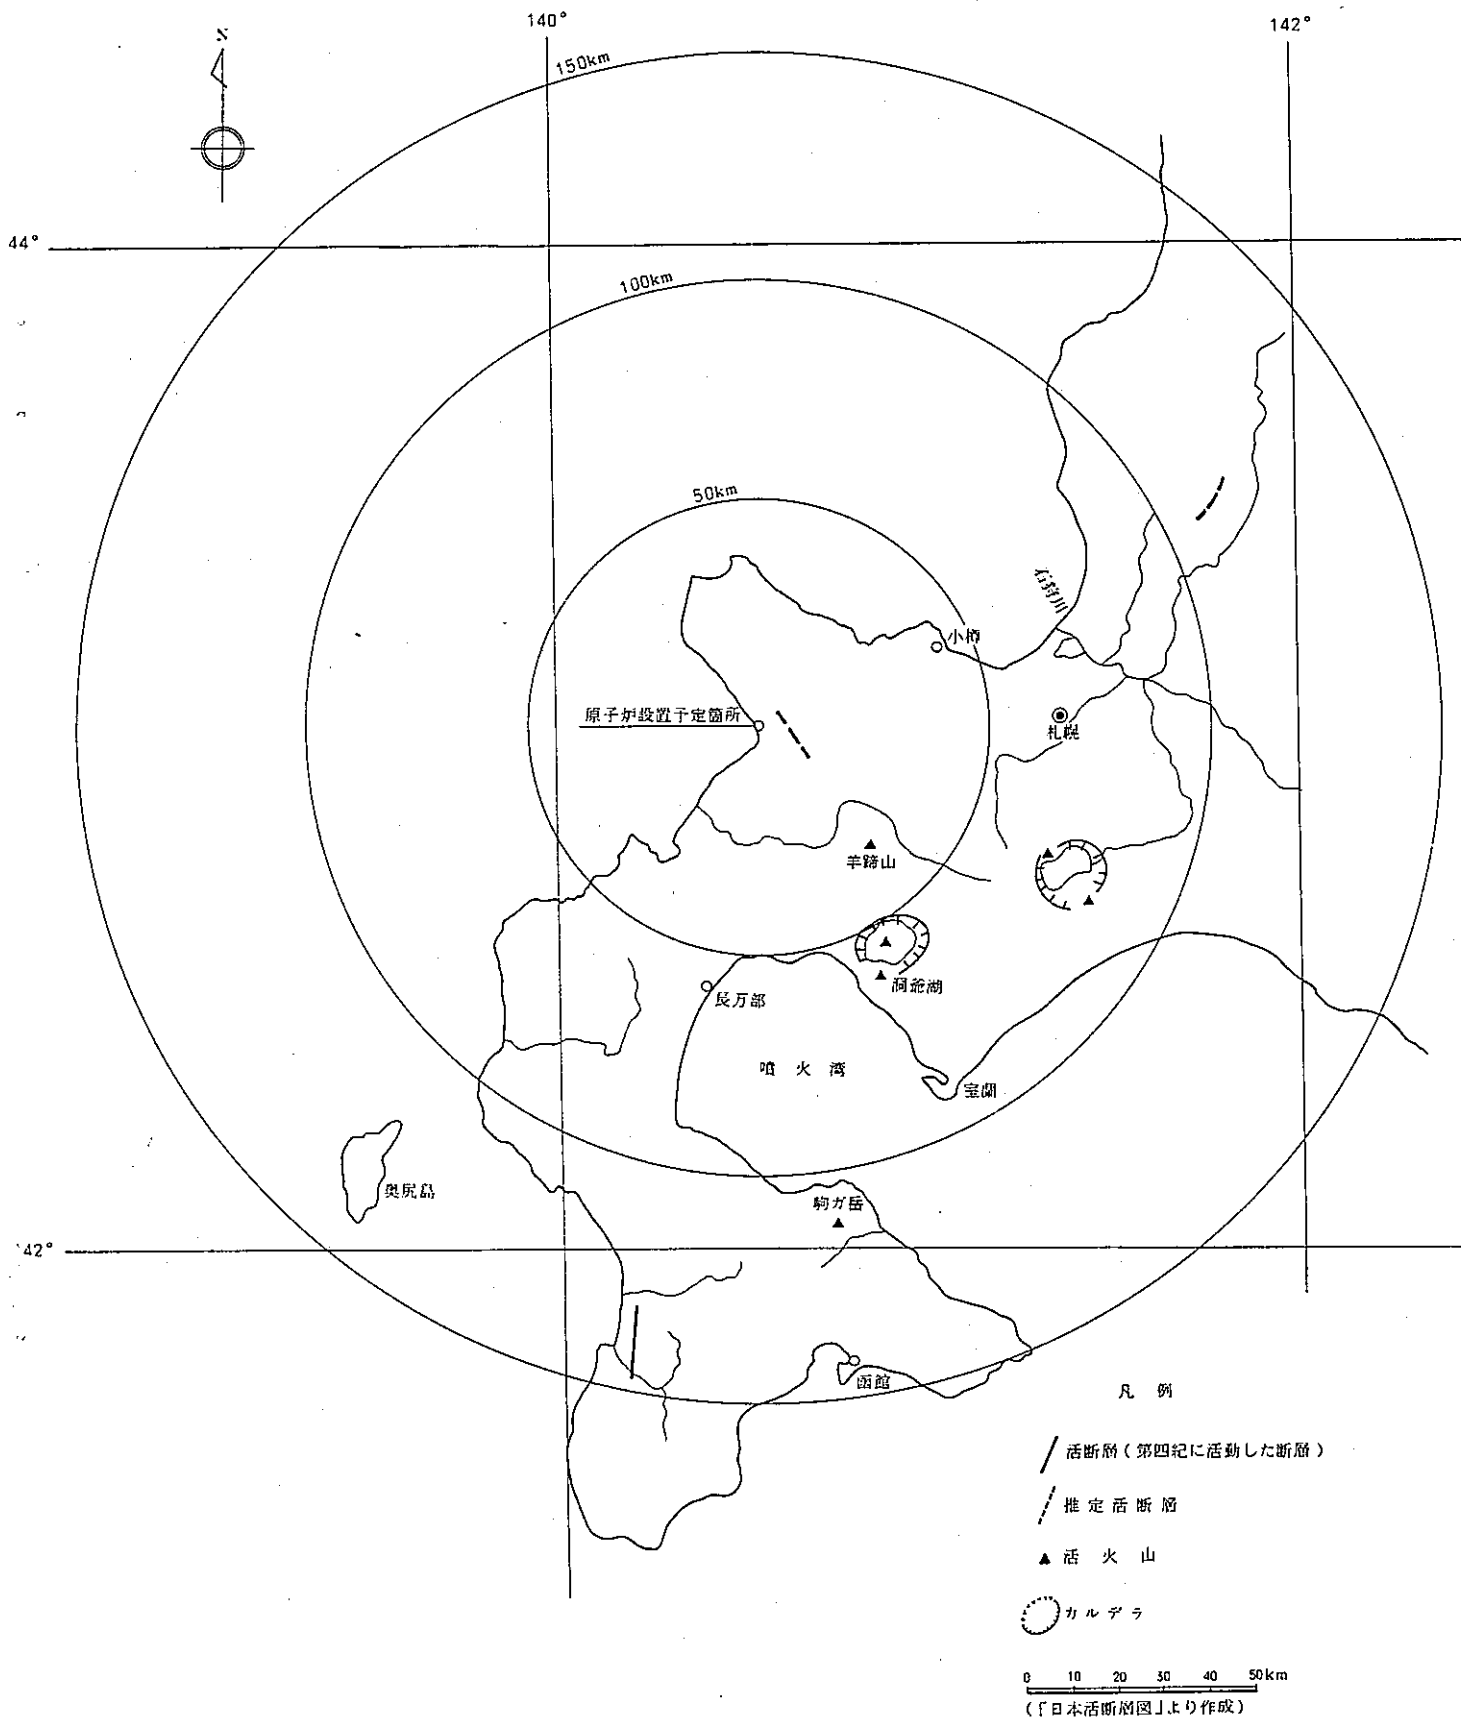 N
140°
142°
150km
44°
100km
50km
石狩川
小樽
原子炉設置予定箇所
札幌
羊蹄山
洞爺湖
長万部
噴火湾
室蘭
奥尻島
駒ガ岳
42°
函館
凡例
活断層(第四紀に活動した断層)
推定活断層
活火山
カルデラ
0 10 20 30 40 50km
(「日本活断層図」より作成)